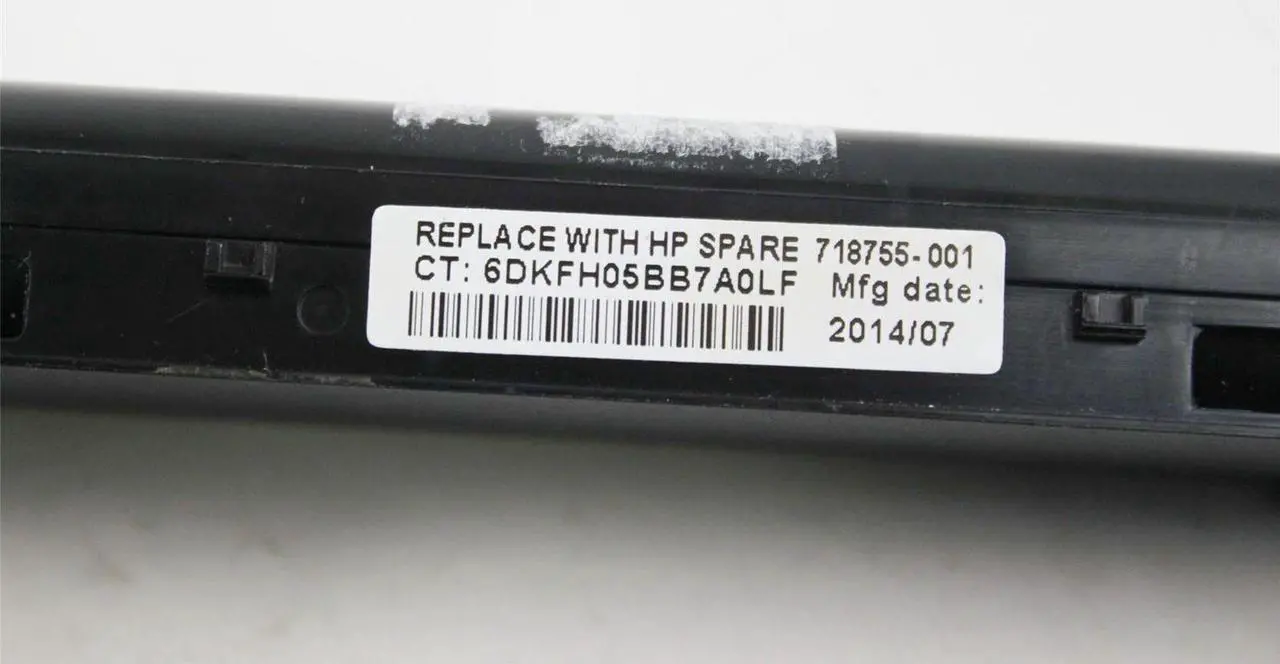 REPLACE WITH HP SPARE 718755-001
CT: 6DKFH05BB7A0LF Mfg date:
2014/07